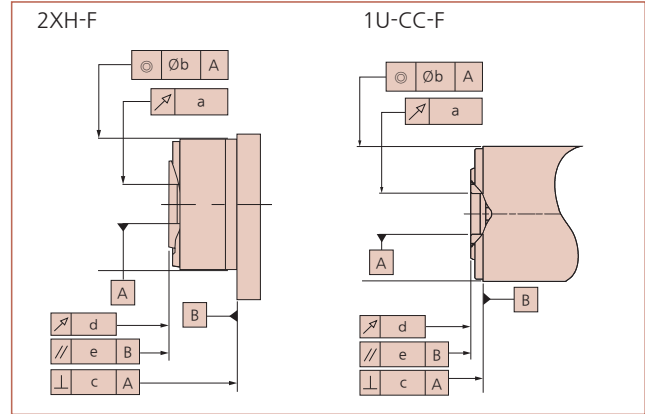 2XH-F
◎ Øb A
↗ a
A
B
↗ d
// e B
⊥ c A
1U-CC-F
◎ Øb A
↗ a
A
B
↗ d
// e B
⊥ c A